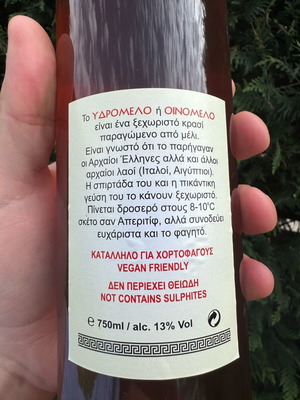 Το ΥΔΡΟΜΕΛΟ ή ΟΙΝΟΜΕΛΟ
είναι ένα ξεχωριστό κρασί
παραγώμενο από μέλι.
Είναι γνωστό ότι το παρήγαγαν
οι Αρχαίοι Έλληνες αλλά και άλλοι
αρχαίοι λαοί (Ιταλοί, Αιγύπτιοι).
Η σπιρτάδα του και η πικάντικη
γεύση του το κάνουν ξεχωριστό.
Πίνεται δροσερό στους 8-10°C
σκέτο σαν Απεριτίφ, αλλά συνοδεύει
ευχάριστα και το φαγητό.
ΚΑΤΑΛΛΗΛΟ ΓΙΑ ΧΟΡΤΟΦΑΓΟΥΣ
VEGAN FRIENDLY
ΔΕΝ ΠΕΡΙΕΧΕΙ ΘΕΙΩΔΗ
NOT CONTAINS SULPHITES
℮ 750ml / alc. 13% Vol